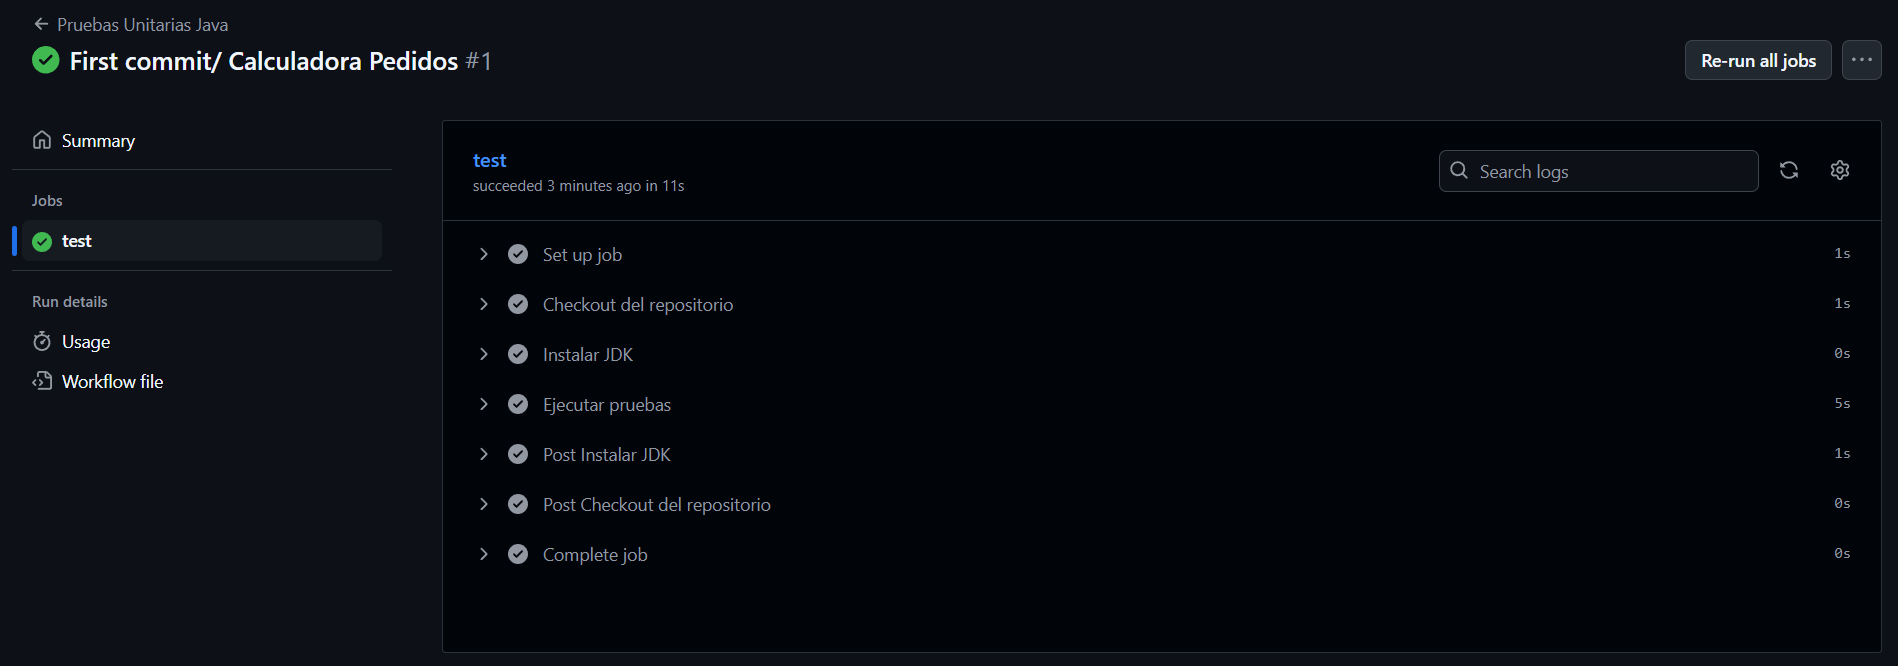 Pruebas Unitarias Java
First commit/ Calculadora Pedidos #1
Re-run all jobs
Summary
Jobs
test
Run details
Usage
Workflow file
test
succeeded 3 minutes ago in 11s
Search logs
Set up job 1s
Checkout del repositorio 1s
Instalar JDK 0s
Ejecutar pruebas 5s
Post Instalar JDK 1s
Post Checkout del repositorio 0s
Complete job 0s